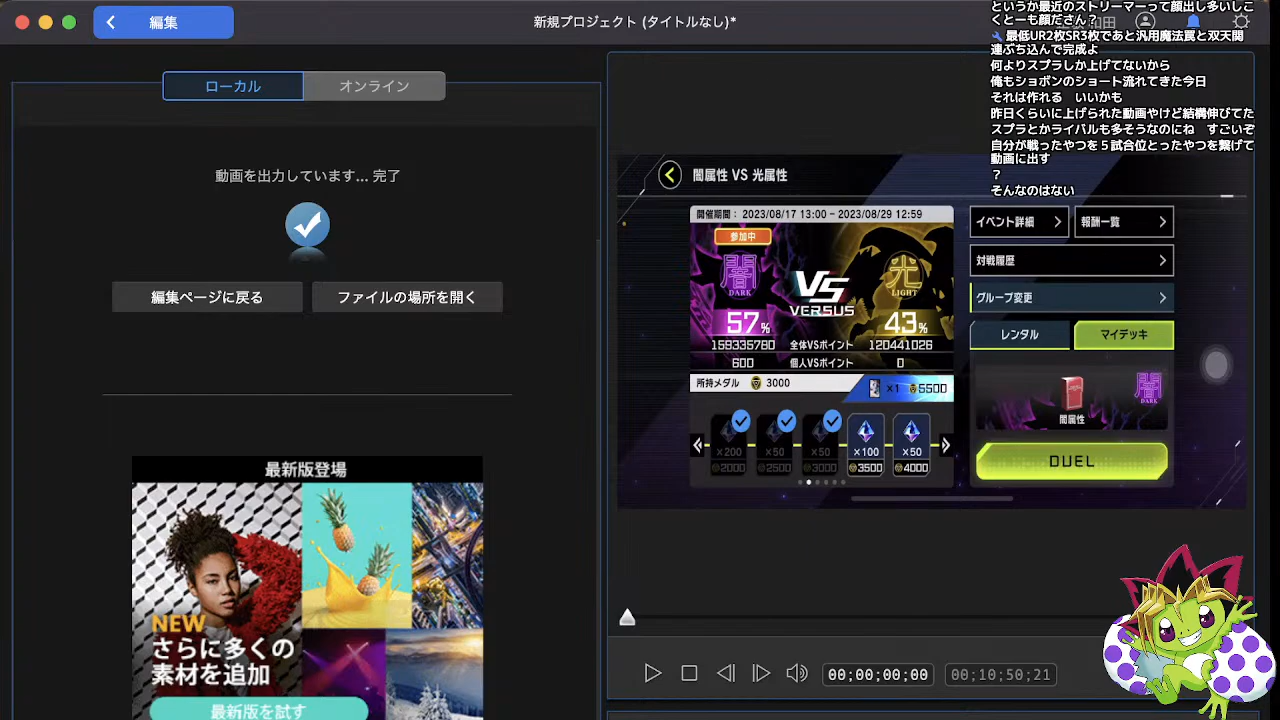 編集
新規プロジェクト (タイトルなし)*
というか最近のストリーマーって顔出し多いしこ
くとーも顔ださん？
🔧最低UR2枚SR3枚であと汎用魔法罠と双天闇
連ぶち込んで完成よ
何よりスプラしか上げてないから
俺もショボンのショート流れてきた今日
それは作れる　いいかも
昨日くらいに上げられた動画やけど結構伸びてた
スプラとかライバルも多そうなのにね　すごいぞ
自分が戦ったやつを５試合位とったやつを繋げて
動画に出す
？
そんなのはない
ローカル
オンライン
動画を出力しています... 完了
編集ページに戻る
ファイルの場所を開く
最新版登場
NEW
さらに多くの
素材を追加
最新版を試す
闇属性 VS 光属性
開催期間： 2023/08/17 13:00 – 2023/08/29 12:59
参加中
闇
DARK
VS
VERSUS
光
LIGHT
57%
43%
159335780 全体VSポイント 120441026
600 個人VSポイント 0
所持メダル 3000
×1 5500
×200 ×50 ×50 ×100 ×50
2000 2500 3000 3500 4000
イベント詳細
報酬一覧
対戦履歴
グループ変更
レンタル
マイデッキ
闇
DARK
闇属性
DUEL
00:00:00:00
00:10:50:21